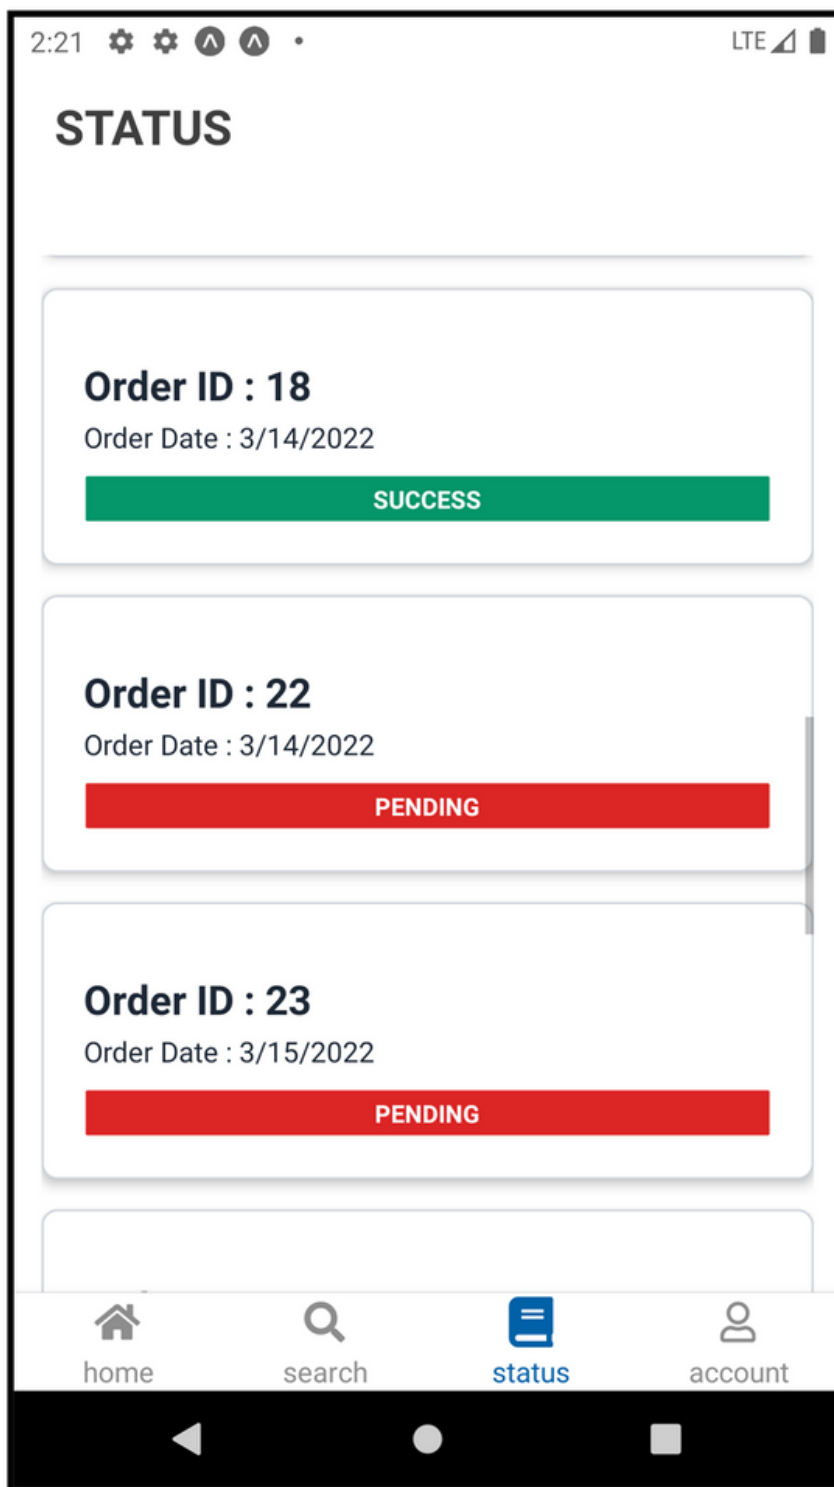 2:21 LTE
STATUS
Order ID : 18
Order Date : 3/14/2022
SUCCESS
Order ID : 22
Order Date : 3/14/2022
PENDING
Order ID : 23
Order Date : 3/15/2022
PENDING
home search status account